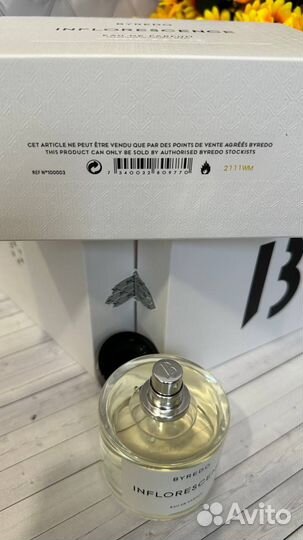 BYREDO
INFLORESCENCE
EAU DE PARFUM
CET ARTICLE NE PEUT ÊTRE VENDU QUE PAR DES POINTS DE VENTE AGRÉÉS BYREDO
THIS PRODUCT CAN ONLY BE SOLD BY AUTHORISED BYREDO STOCKISTS
REF N°100003
7 340032 809770
2111WM
B
B
BYREDO
INFLORESCENCE
EAU DE PARFUM
Avito